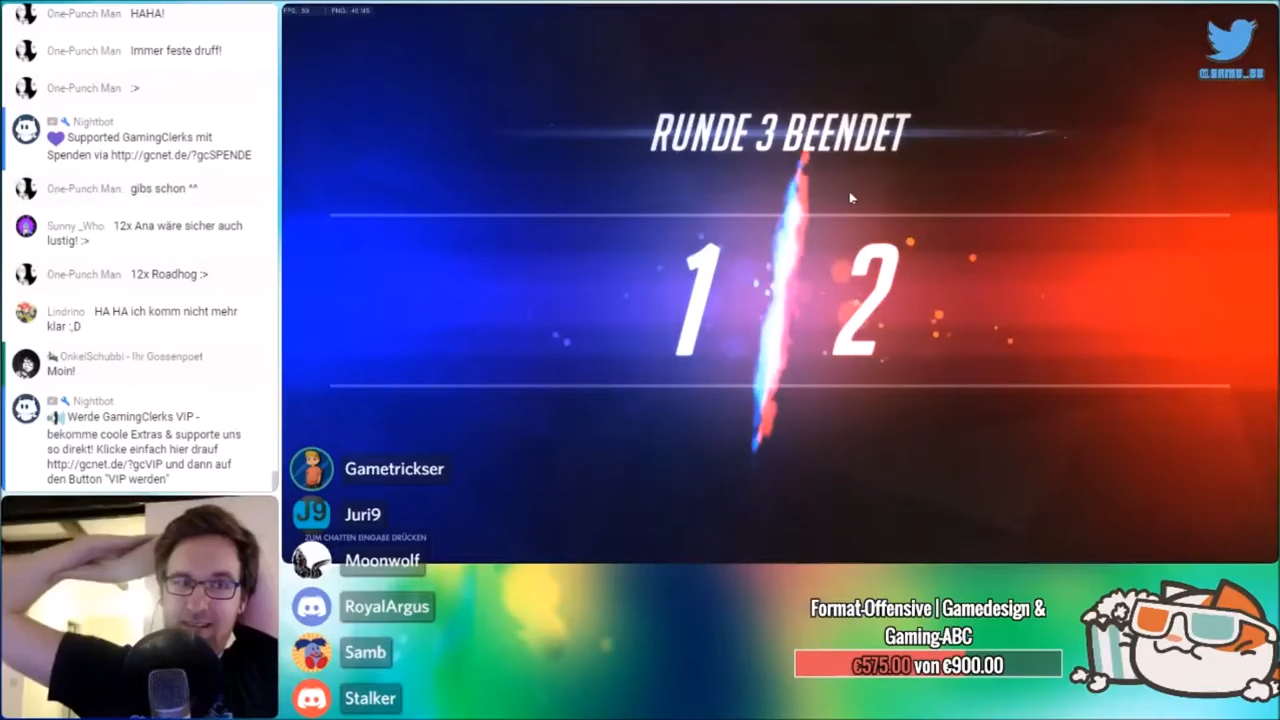 One-Punch Man HAHA!
One-Punch Man Immer feste druff!
One-Punch Man :>
Nightbot
Supported GamingClerks mit
Spenden via http://gcnet.de/?gcSPENDE
One-Punch Man gibs schon ^^
Sunny _Who 12x Ana wäre sicher auch
lustig! :>
One-Punch Man 12x Roadhog :>
Lindrino HA HA ich komm nicht mehr
klar :,D
OnkelSchubbi - Ihr Gossenpoet
Moin!
Nightbot
Werde GamingClerks VIP -
bekomme coole Extras & supporte uns
so direkt! Klicke einfach hier drauf
http://gcnet.de/?gcVIP und dann auf
den Button "VIP werden"
RUNDE 3 BEENDET
1 2
Gametrickser
J9 Juri9
ZUM CHATTEN EINGABE DRÜCKEN
Moonwolf
RoyalArgus
Samb
Stalker
Format-Offensive | Gamedesign &
Gaming-ABC
€575.00 von €900.00